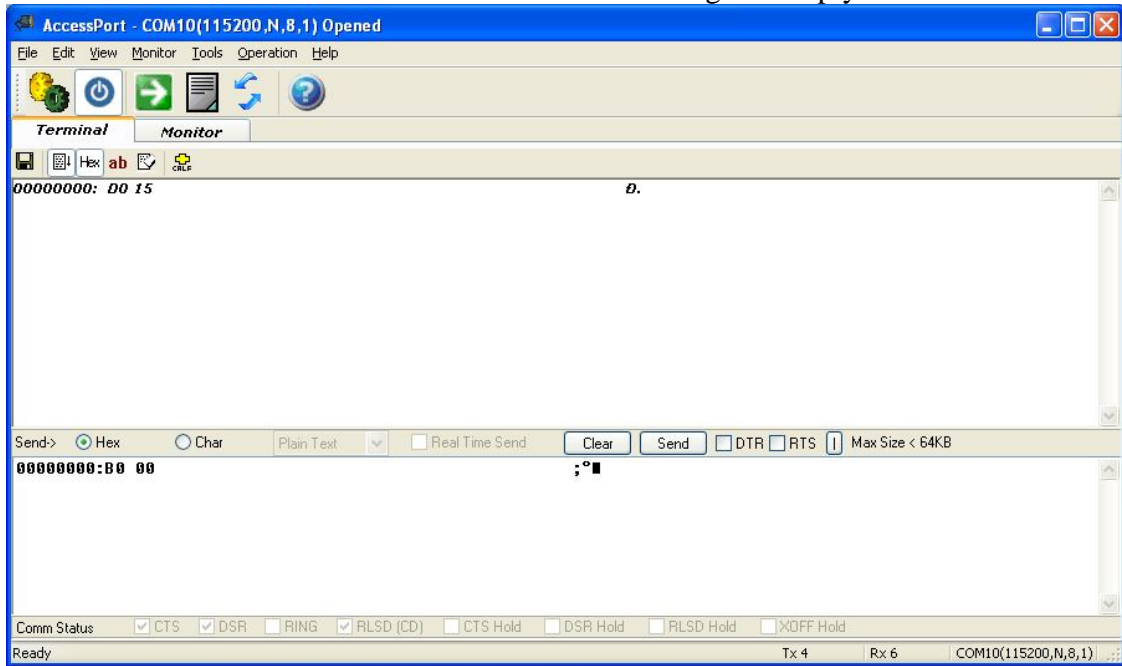 AccessPort - COM10(115200,N,8,1) Opened
File Edit View Monitor Tools Operation Help
Terminal Monitor
Hex ab CRLF
00000000: D0 15 Ð.
Send-> Hex Char Plain Text Real Time Send Clear Send DTR RTS Max Size < 64KB
00000000:B0 00 ;°
Comm Status CTS DSR RING RLSD (CD) CTS Hold DSR Hold RLSD Hold XOFF Hold
Ready Tx 4 Rx 6 COM10(115200,N,8,1)